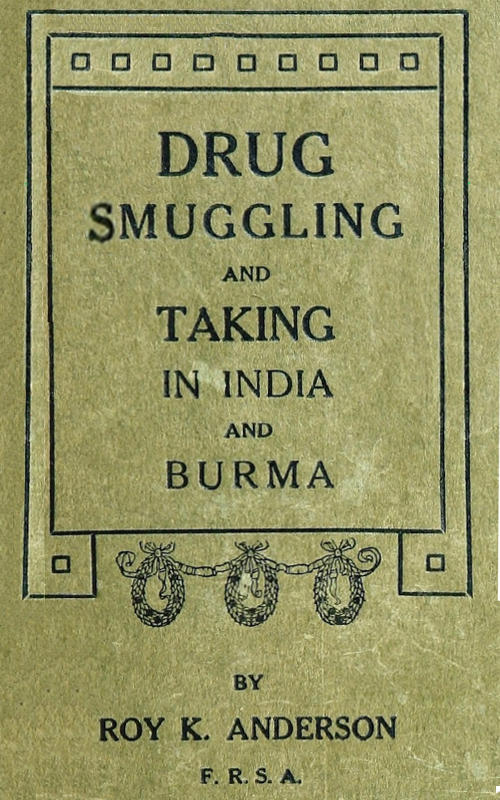 DRUG
SMUGGLING
AND
TAKING
IN INDIA
AND
BURMA
BY
ROY K. ANDERSON
F. R. S. A.